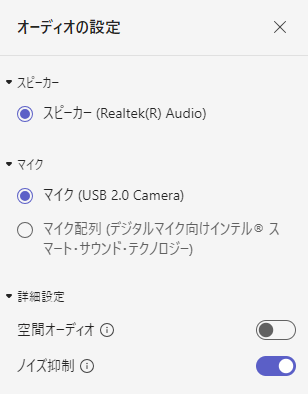 オーディオの設定
スピーカー
スピーカー (Realtek(R) Audio)
マイク
マイク (USB 2.0 Camera)
マイク配列 (デジタルマイク向けインテル® ス
マート・サウンド・テクノロジー)
詳細設定
空間オーディオ
ノイズ抑制